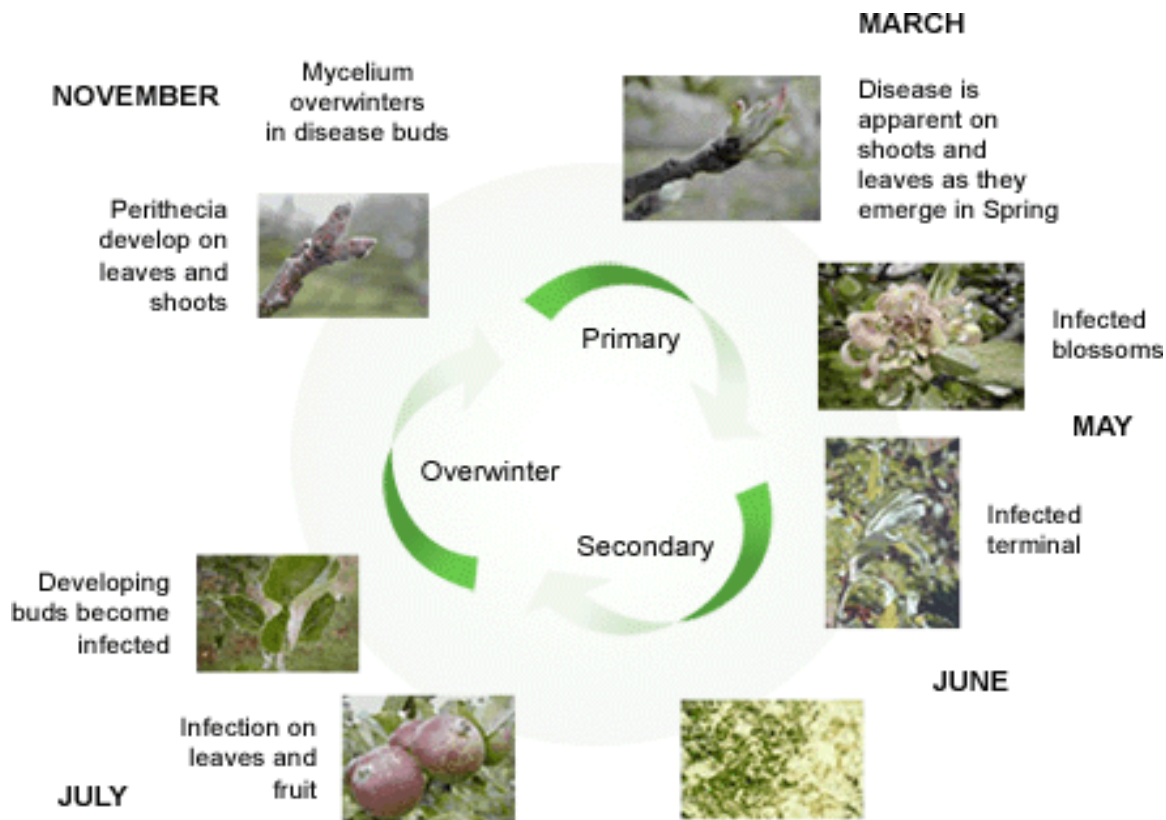 MARCH
Disease is
apparent on
shoots and
leaves as they
emerge in Spring
NOVEMBER
Mycelium
overwinters
in disease buds
Perithecia
develop on
leaves and
shoots
Primary
Infected
blossoms
MAY
Overwinter
Infected
terminal
Secondary
Developing
buds become
infected
JUNE
Infection on
leaves and
fruit
JULY